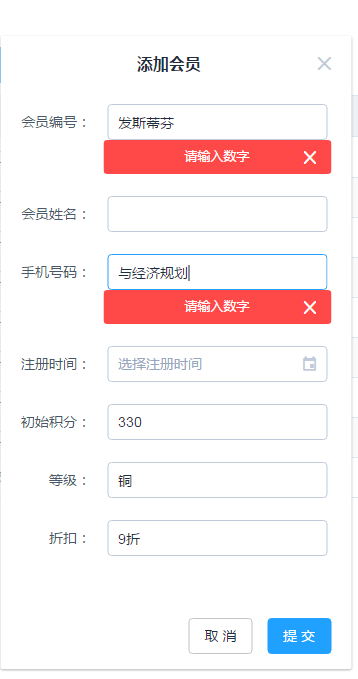 添加会员
会员编号： 发斯蒂芬
请输入数字
会员姓名：
手机号码： 与经济规划
请输入数字
注册时间： 选择注册时间
初始积分： 330
等级： 铜
折扣： 9折
取 消 提 交